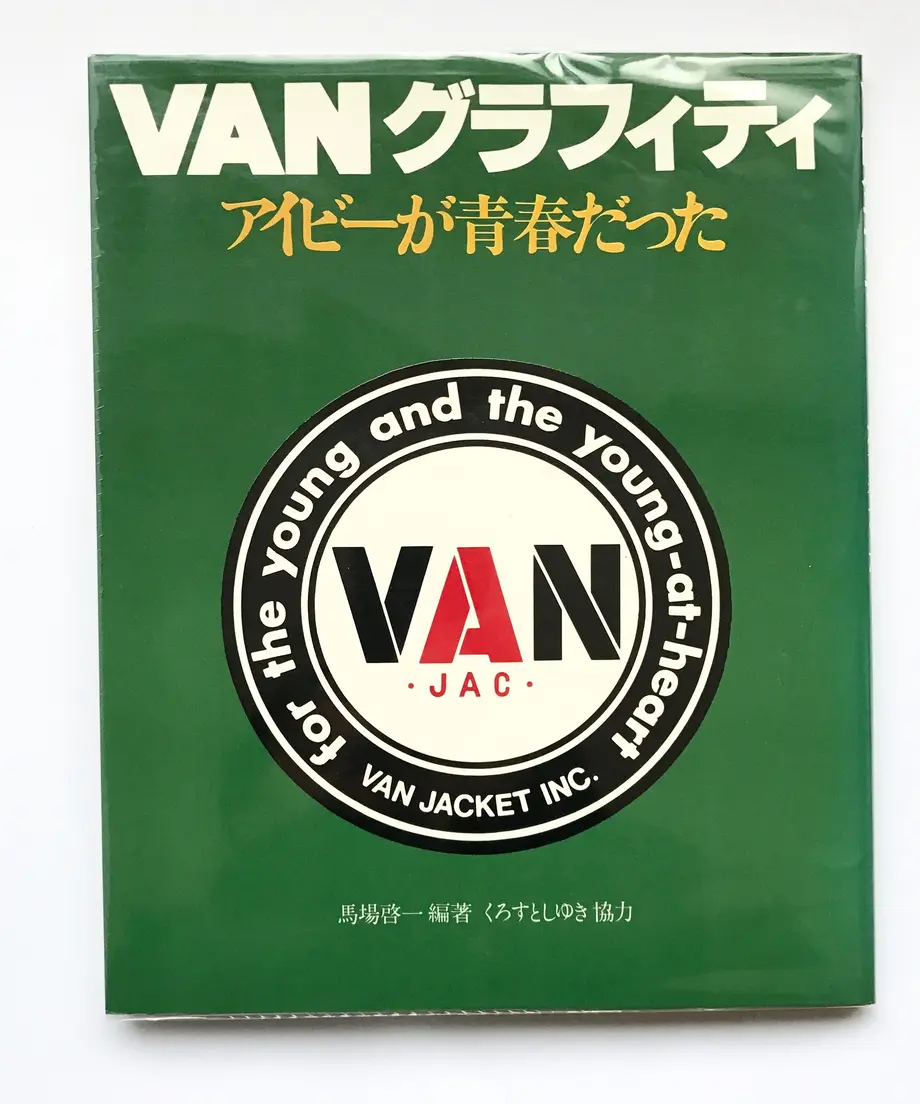 VANグラフィティ
アイビーが青春だった
for the young and the young-at-heart
VAN
・JAC・
VAN JACKET INC.
馬場啓一 編著 くろすとしゆき 協力